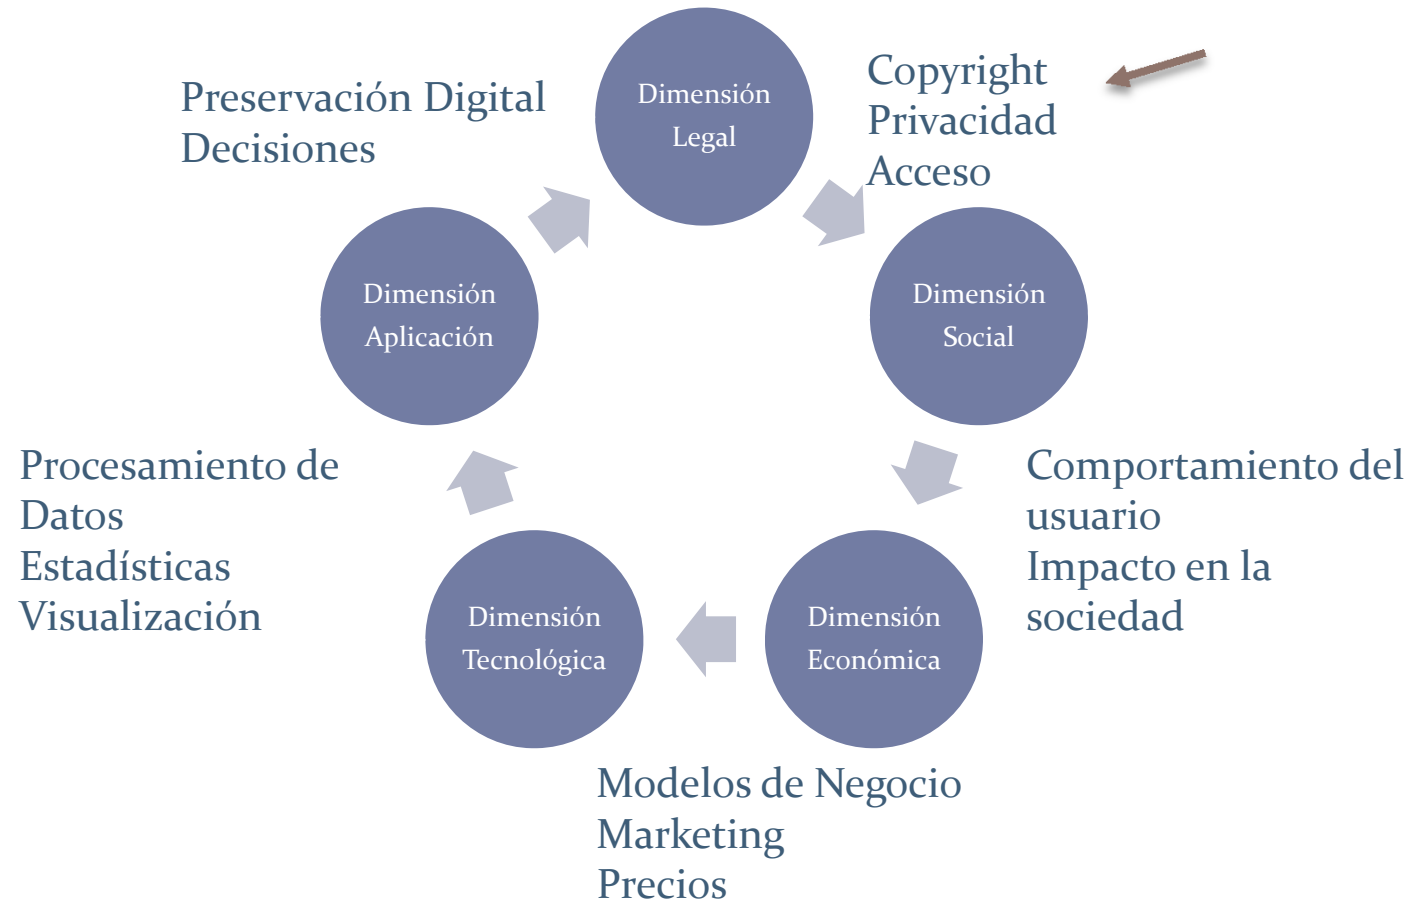 Dimensión
Legal
Copyright
Privacidad
Acceso
Dimensión
Social
Comportamiento del
usuario
Impacto en la
sociedad
Dimensión
Económica
Modelos de Negocio
Marketing
Precios
Dimensión
Tecnológica
Procesamiento de
Datos
Estadísticas
Visualización
Dimensión
Aplicación
Preservación Digital
Decisiones